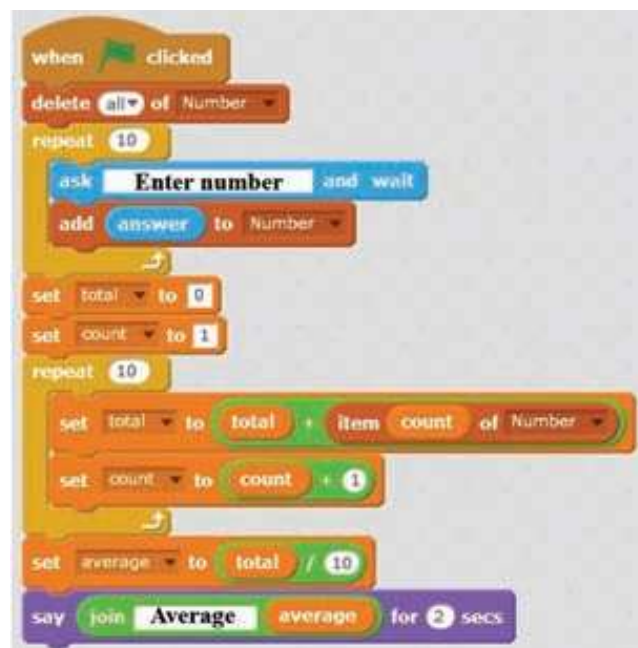 when clicked
delete all of Number
repeat 10
ask Enter number and wait
add answer to Number
set total to 0
set count to 1
repeat 10
set total to total + item count of Number
set count to count + 1
set average to total / 10
say join Average average for 2 secs